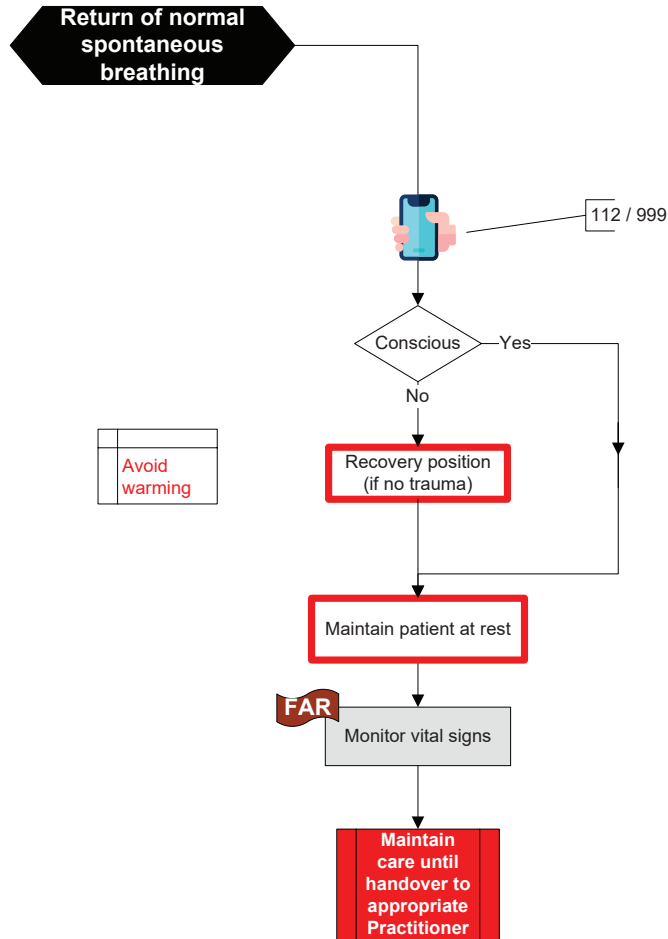 Return of normal
spontaneous
breathing
112 / 999
Conscious
Yes
No
Avoid
warming
Recovery position
(if no trauma)
Maintain patient at rest
FAR
Monitor vital signs
Maintain
care until
handover to
appropriate
Practitioner